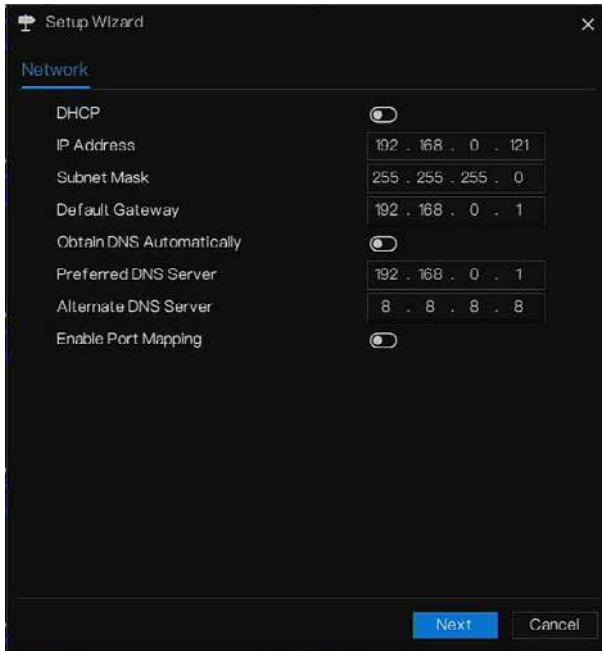 Setup Wizard
Network
DHCP
IP Address 192 . 168 . 0 . 121
Subnet Mask 255 . 255 . 255 . 0
Default Gateway 192 . 168 . 0 . 1
Obtain DNS Automatically
Preferred DNS Server 192 . 168 . 0 . 1
Alternate DNS Server 8 . 8 . 8 . 8
Enable Port Mapping
Next Cancel